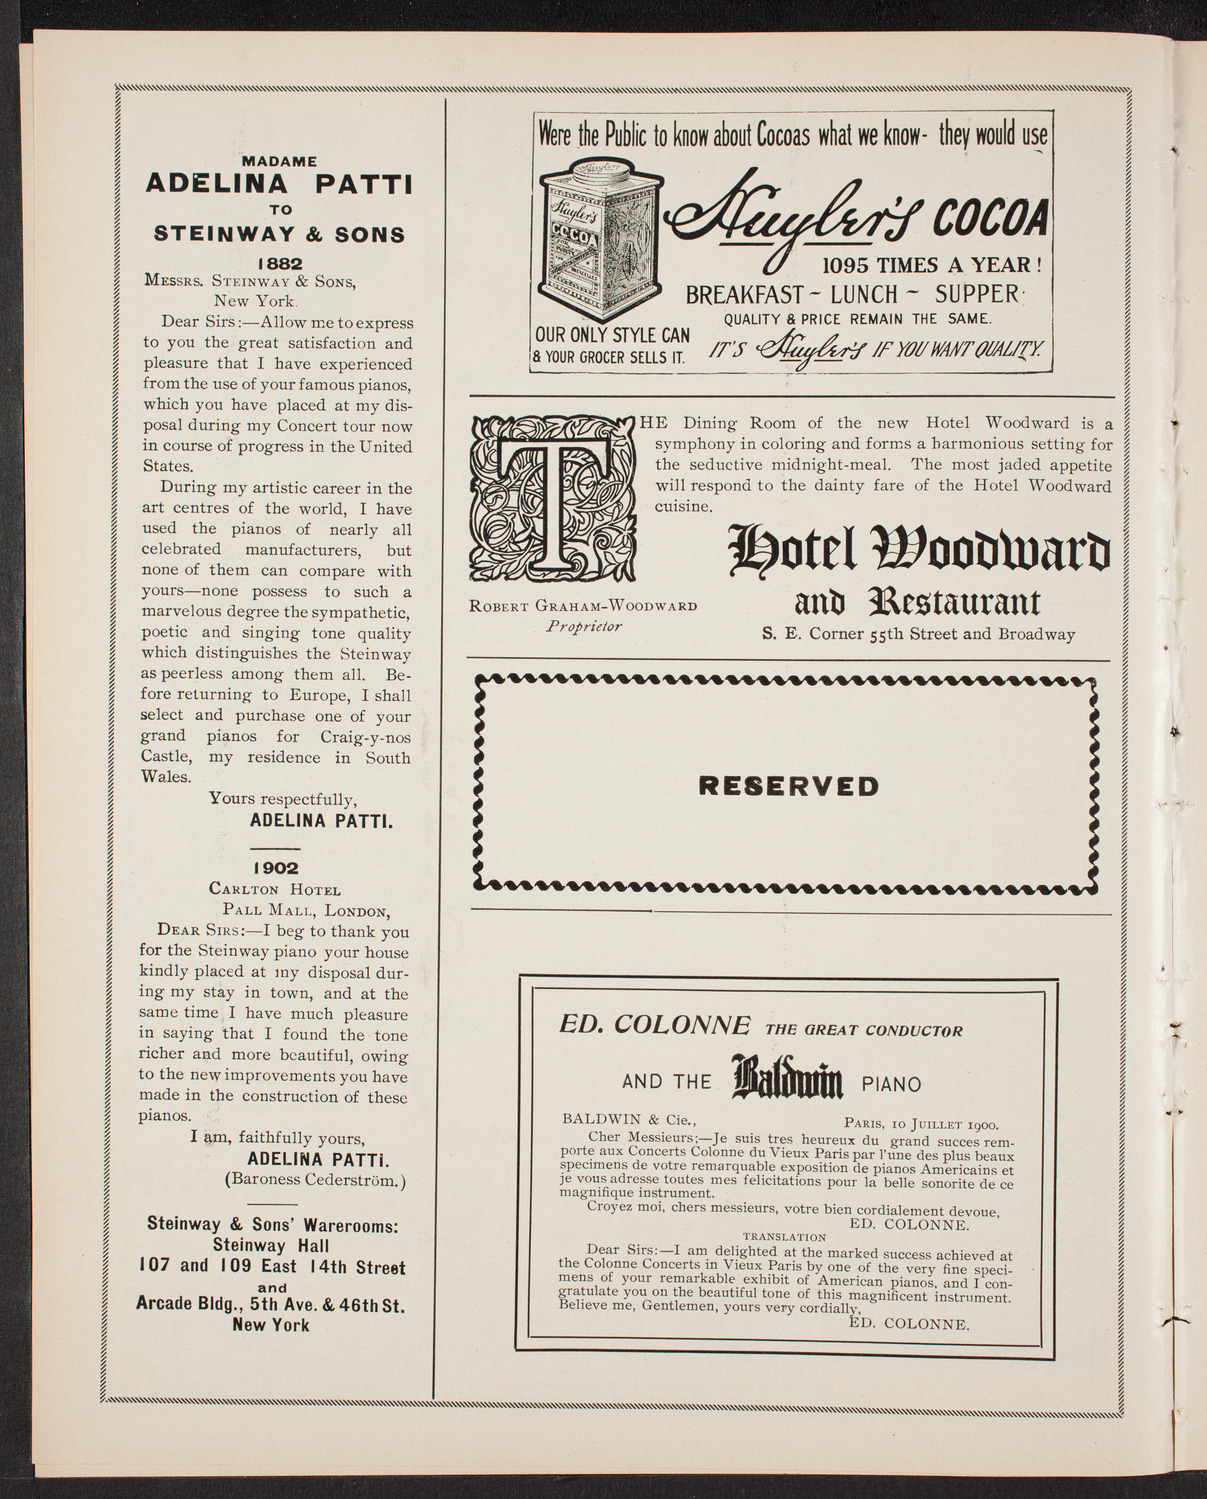 MADAME
ADELINA PATTI
TO
STEINWAY & SONS
1882
MESSRS. STEINWAY & SONS,
New York.
Dear Sirs:—Allow me to express
to you the great satisfaction and
pleasure that I have experienced
from the use of your famous pianos,
which you have placed at my dis-
posal during my Concert tour now
in course of progress in the United
States.
During my artistic career in the
art centres of the world, I have
used the pianos of nearly all
celebrated manufacturers, but
none of them can compare with
yours—none possess to such a
marvelous degree the sympathetic,
poetic and singing tone quality
which distinguishes the Steinway
as peerless among them all. Be-
fore returning to Europe, I shall
select and purchase one of your
grand pianos for Craig-y-nos
Castle, my residence in South
Wales.
Yours respectfully,
ADELINA PATTI.
1902
CARLTON HOTEL
PALL MALL, LONDON,
DEAR SIRS:—I beg to thank you
for the Steinway piano your house
kindly placed at my disposal dur-
ing my stay in town, and at the
same time I have much pleasure
in saying that I found the tone
richer and more beautiful, owing
to the new improvements you have
made in the construction of these
pianos.
I am, faithfully yours,
ADELINA PATTI.
(Baroness Cederström.)
Steinway & Sons' Warerooms:
Steinway Hall
107 and 109 East 14th Street
and
Arcade Bldg., 5th Ave. & 46th St.
New York
Were the Public to know about Cocoas what we know- they would use
Huyler's
Huyler's
COCOA
Huyler's COCOA
1095 TIMES A YEAR!
BREAKFAST ~ LUNCH ~ SUPPER
QUALITY & PRICE REMAIN THE SAME.
OUR ONLY STYLE CAN
& YOUR GROCER SELLS IT.
IT'S Huyler's IF YOU WANT QUALITY.
THE Dining Room of the new Hotel Woodward is a
symphony in coloring and forms a harmonious setting for
the seductive midnight-meal. The most jaded appetite
will respond to the dainty fare of the Hotel Woodward
cuisine.
Hotel Woodward
and Restaurant
S. E. Corner 55th Street and Broadway
ROBERT GRAHAM-WOODWARD
Proprietor
RESERVED
ED. COLONNE THE GREAT CONDUCTOR
AND THE Baldwin PIANO
BALDWIN & Cie., PARIS, 10 JUILLET 1900.
Cher Messieurs;—Je suis tres heureux du grand succes rem-
porte aux Concerts Colonne du Vieux Paris par l'une des plus beaux
specimens de votre remarquable exposition de pianos Americains et
je vous adresse toutes mes felicitations pour la belle sonorite de ce
magnifique instrument.
Croyez moi, chers messieurs, votre bien cordialement devoue,
ED. COLONNE.
TRANSLATION
Dear Sirs:—I am delighted at the marked success achieved at
the Colonne Concerts in Vieux Paris by one of the very fine speci-
mens of your remarkable exhibit of American pianos, and I con-
gratulate you on the beautiful tone of this magnificent instrument.
Believe me, Gentlemen, yours very cordially,
ED. COLONNE.